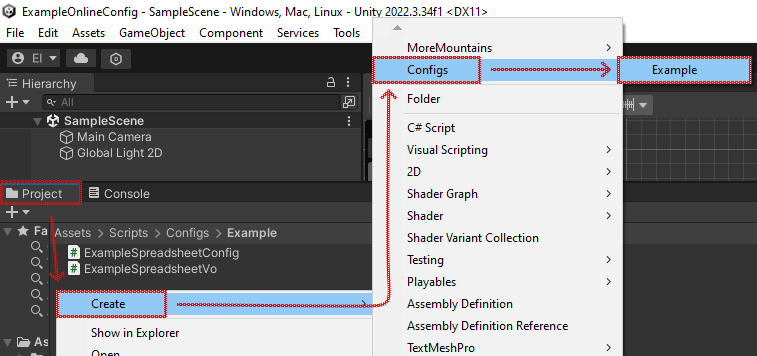 ExampleOnlineConfig - SampleScene - Windows, Mac, Linux - Unity 2022.3.34f1 <DX11>
File Edit Assets GameObject Component Services Tools
EI
Hierarchy
All
SampleScene
Main Camera
Global Light 2D
Project Console
Assets > Scripts > Configs > Example
ExampleSpreadsheetConfig
ExampleSpreadsheetVo
Create
Show in Explorer
Open
Fa
As
MoreMountains
Configs
Folder
C# Script
Visual Scripting
2D
Shader Graph
Shader
Shader Variant Collection
Testing
Playables
Assembly Definition
Assembly Definition Reference
TextMeshPro
Example